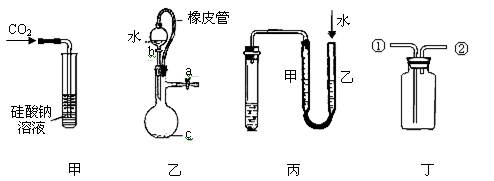 CO₂
硅酸钠
溶液
甲
橡皮管
水
b
a
c
乙
水
甲
乙
丙
①
②
丁